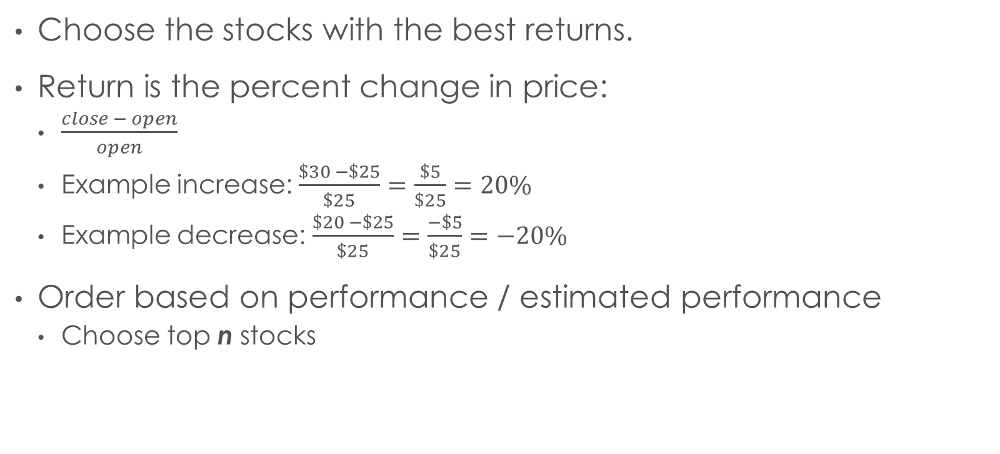 • Choose the stocks with the best returns.
• Return is the percent change in price:
• \frac{close - open}{open}
• Example increase: \frac{$30 -$25}{$25} = \frac{$5}{$25} = 20%
• Example decrease: \frac{$20 -$25}{$25} = \frac{-$5}{$25} = -20%
• Order based on performance / estimated performance
• Choose top n stocks